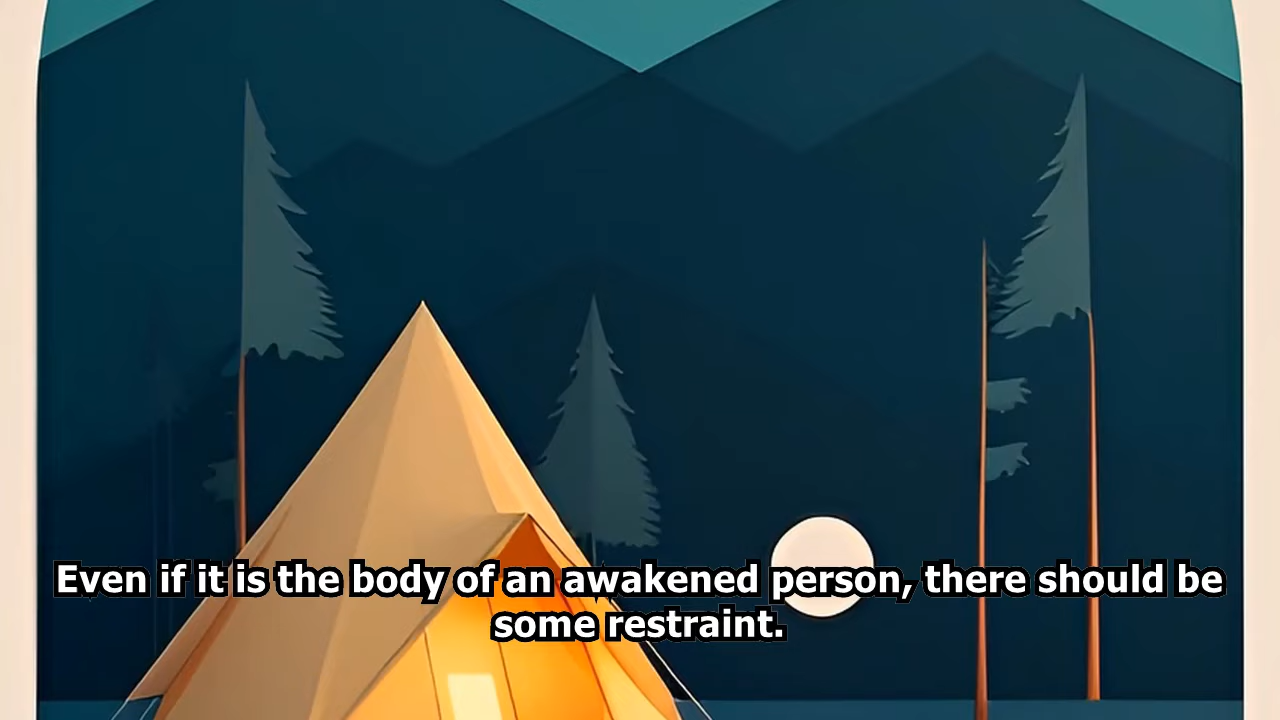 Even if it is the body of an awakened person, there should be
some restraint.